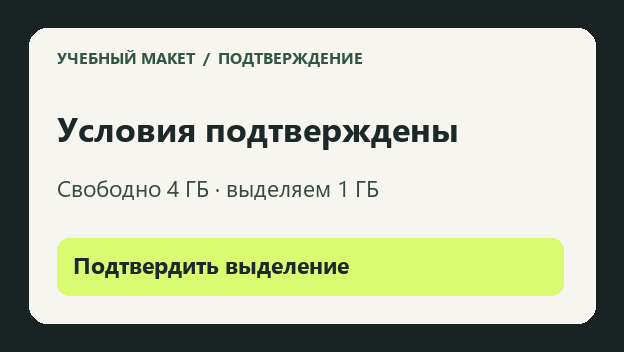 УЧЕБНЫЙ МАКЕТ / ПОДТВЕРЖДЕНИЕ
Условия подтверждены
Свободно 4 ГБ · выделяем 1 ГБ
Подтвердить выделение